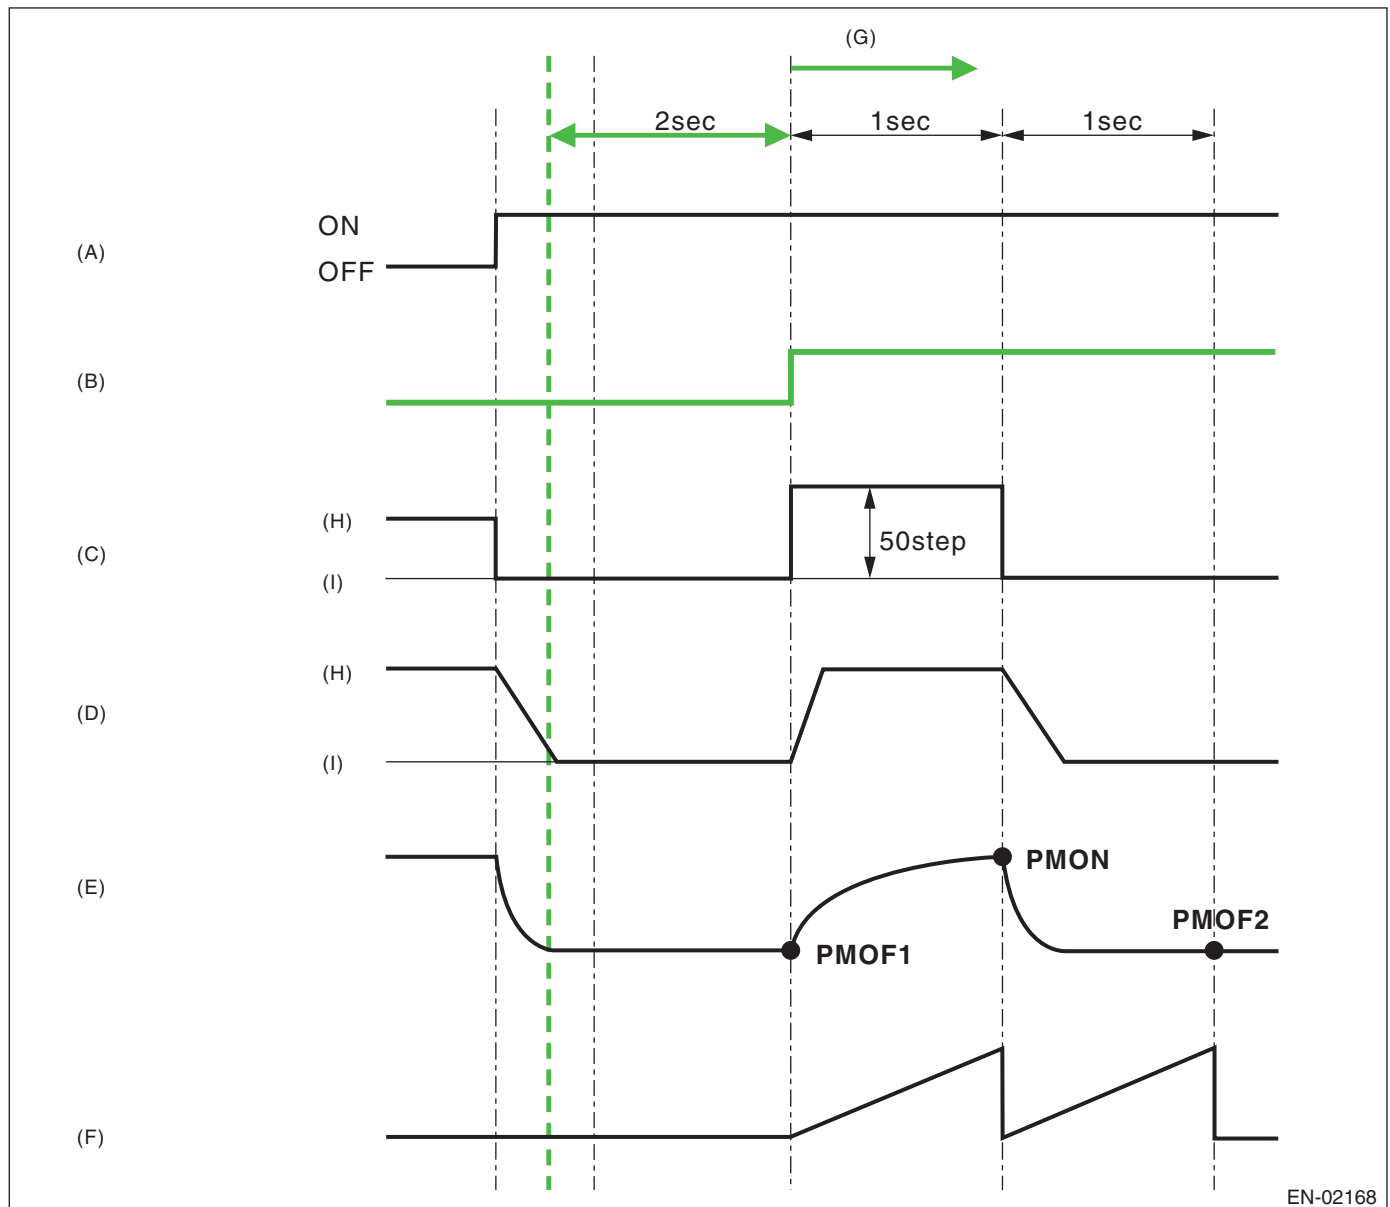 (G)
2sec 1sec 1sec
ON
(A)
OFF
(B)
(H)
50step
(C)
(I)
(H)
(D)
(I)
PMON
(E)
PMOF2
PMOF1
(F)
EN-02168